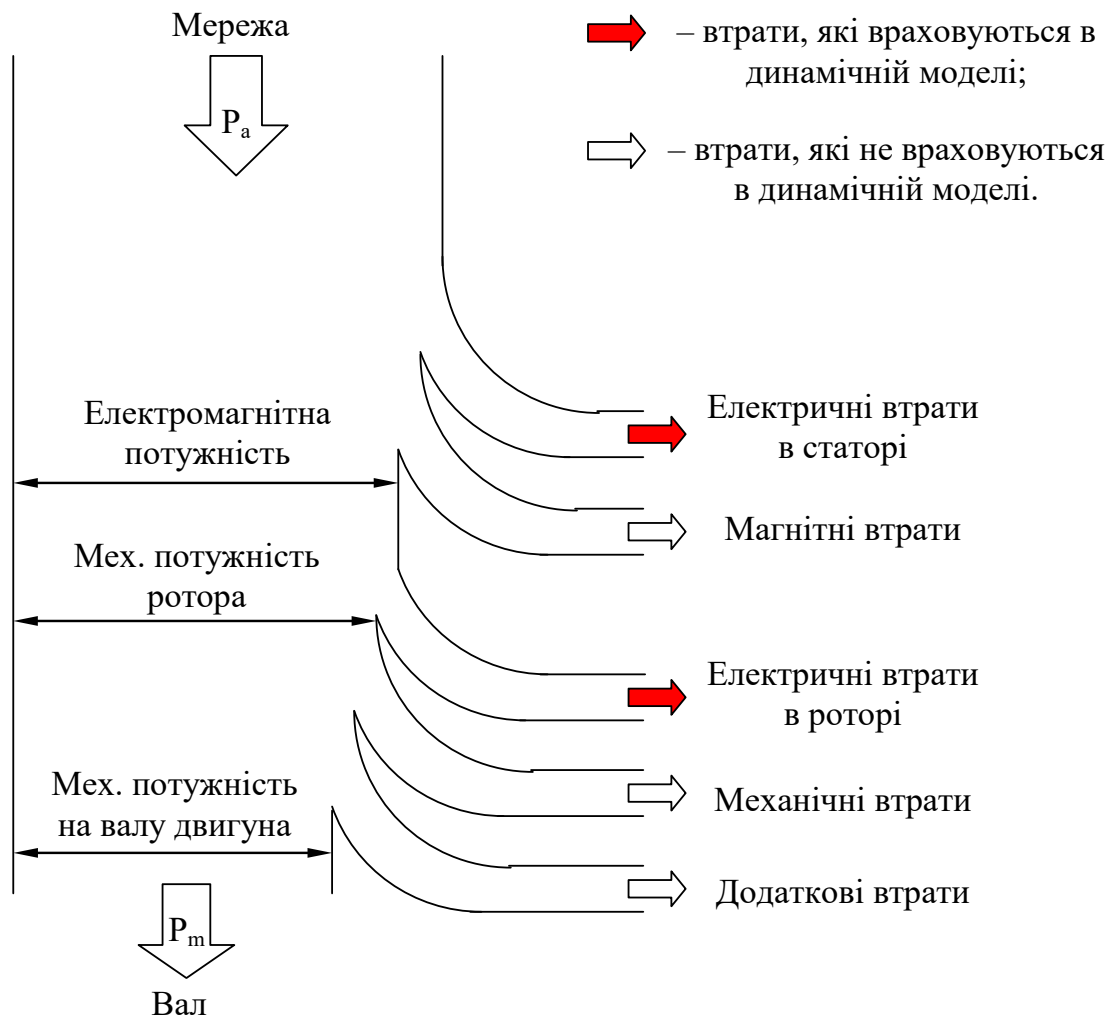 Мережа
Pa
– втрати, які враховуються в
динамічній моделі;
– втрати, які не враховуються
в динамічній моделі.
Електромагнітна
потужність
Електричні втрати
в статорі
Магнітні втрати
Мех. потужність
ротора
Електричні втрати
в роторі
Мех. потужність
на валу двигуна
Механічні втрати
Додаткові втрати
Pm
Вал